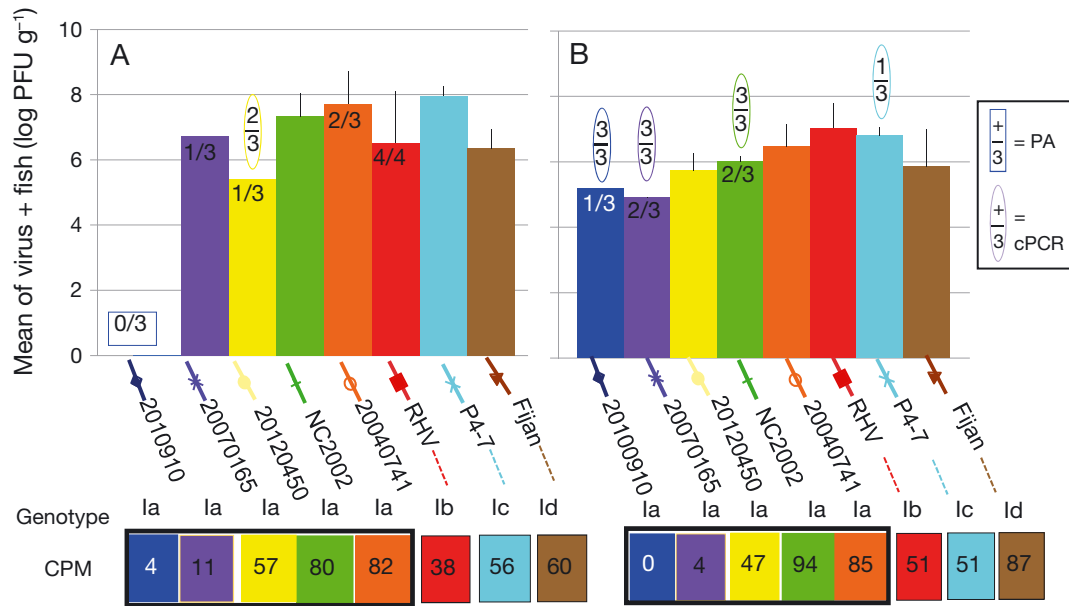 Mean of virus + fish (log PFU g⁻¹)
10
8
6
4
2
0
A
0/3
1/3
2
3
1/3
2/3
4/4
20100910
20070165
20120450
NC2002
20040741
RHV
P4-7
Fijan
B
3
3
3
3
3
3
1
3
1/3
2/3
2/3
20100910
20070165
20120450
NC2002
20040741
RHV
P4-7
Fijan
+
3
= PA
+
3
=
cPCR
Genotype
Ia Ia Ia Ia Ia Ib Ic Id
Ia Ia Ia Ia Ia Ib Ic Id
CPM
4 11 57 80 82 38 56 60
0 4 47 94 85 51 51 87